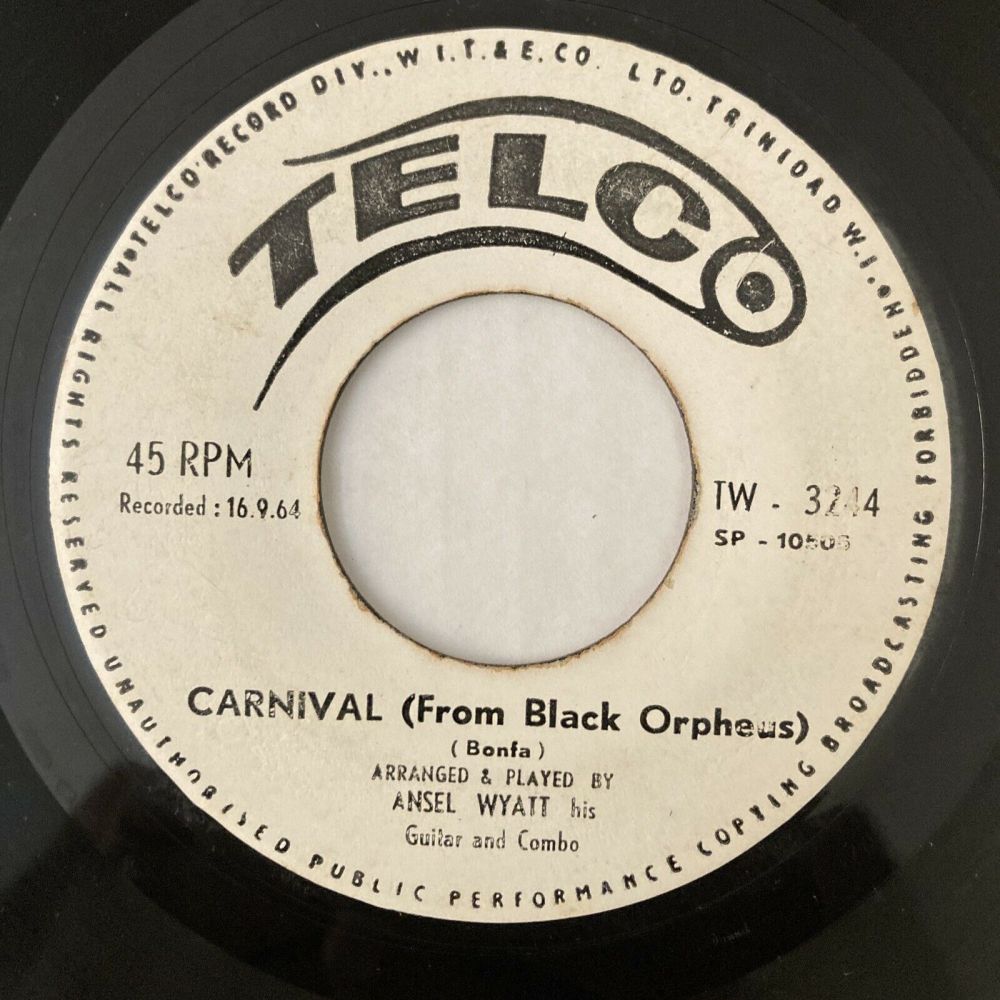 TELCO
"TELCO" RECORD DIV., W I.T. & E. CO. LTD. TRINIDAD W.I.
ALL RIGHTS RESERVED UNAUTHORISED PUBLIC PERFORMANCE COPYING BROADCASTING FORBIDDEN
45 RPM
Recorded : 16.9.64
TW - 3244
SP - 10505
CARNIVAL (From Black Orpheus)
( Bonfa )
ARRANGED & PLAYED BY
ANSEL WYATT his
Guitar and Combo